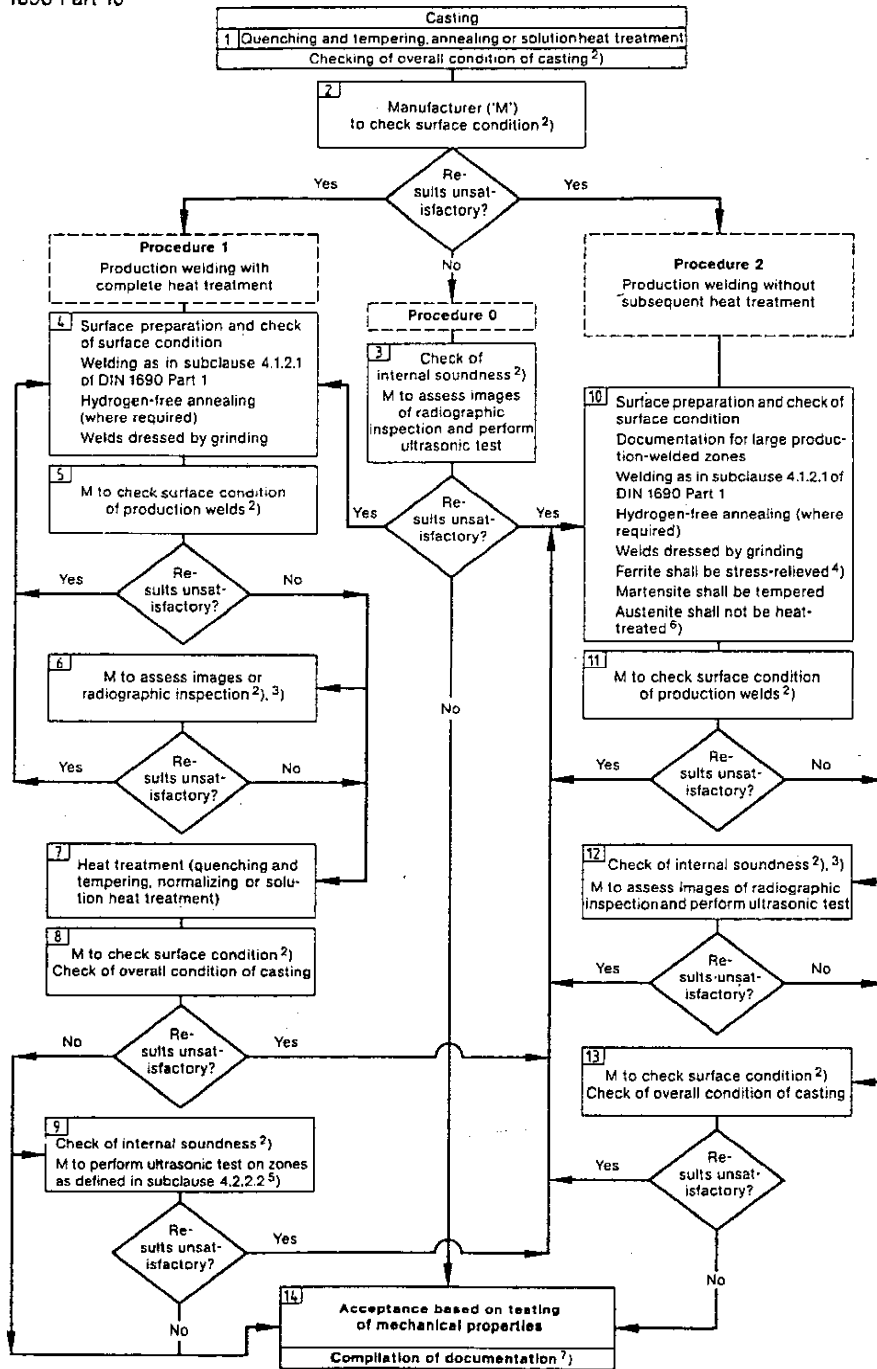 1690 Part 10
Casting
1 Quenching and tempering, annealing or solution heat treatment
Checking of overall condition of casting 2)
2
Manufacturer ('M')
to check surface condition 2)
Re-
sults unsat-
isfactory?
Yes
Yes
No
Procedure 1
Production welding with
complete heat treatment
Procedure 0
Procedure 2
Production welding without
subsequent heat treatment
4 Surface preparation and check
of surface condition
Welding as in subclause 4.1.2.1
of DIN 1690 Part 1
Hydrogen-free annealing
(where required)
Welds dressed by grinding
3
Check of
internal soundness 2)
M to assess images
of radiographic
inspection and perform
ultrasonic test
10 Surface preparation and check of
surface condition
Documentation for large produc-
tion-welded zones
Welding as in subclause 4.1.2.1 of
DIN 1690 Part 1
Hydrogen-free annealing (where
required)
Welds dressed by grinding
Ferrite shall be stress-relieved 4)
Martensite shall be tempered
Austenite shall not be heat-
treated 6)
5
M to check surface condition
of production welds 2)
Yes
Re-
sults unsat-
isfactory?
Yes
Yes
Re-
sults unsat-
isfactory?
No
6
M to assess images or
radiographic inspection 2), 3)
11
M to check surface condition
of production welds 2)
No
Yes
Re-
sults unsat-
isfactory?
No
Yes
Re-
sults unsat-
isfactory?
No
7
Heat treatment (quenching and
tempering, normalizing or solu-
tion heat treatment)
12
Check of internal soundness 2), 3)
M to assess images of radiographic
inspection and perform ultrasonic test
8
M to check surface condition 2)
Check of overall condition of casting
Yes
Re-
sults unsat-
isfactory?
No
No
Re-
sults unsat-
isfactory?
Yes
13
M to check surface condition 2)
Check of overall condition of casting
9
Check of internal soundness 2)
M to perform ultrasonic test on zones
as defined in subclause 4.2.2.2 5)
Yes
Re-
sults unsat-
isfactory?
Re-
sults unsat-
isfactory?
Yes
No
No
14
Acceptance based on testing
of mechanical properties
Compilation of documentation 7)